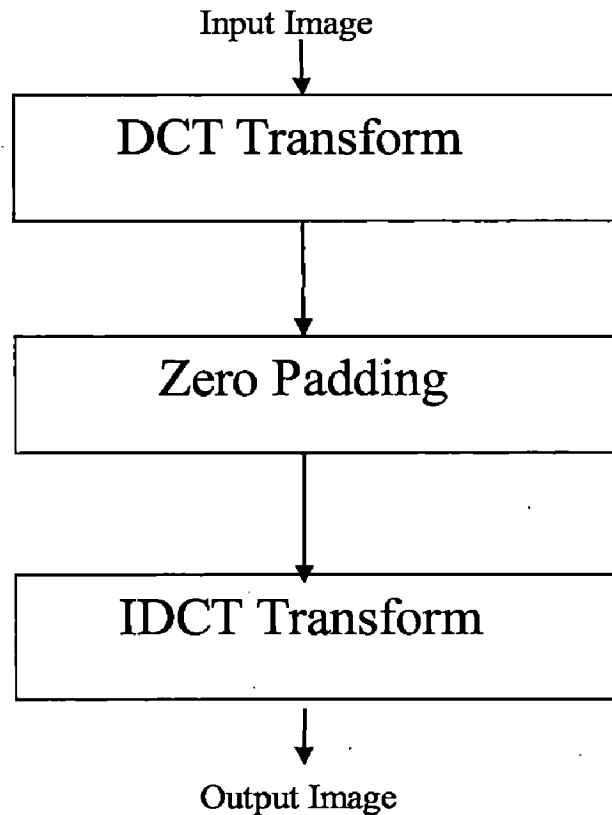 Input Image
DCT Transform
Zero Padding
IDCT Transform
Output Image